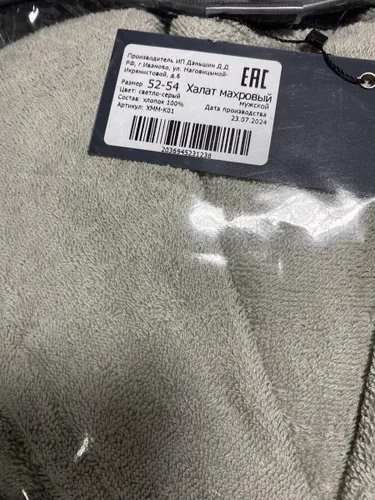 Производитель ИП Даньшин Д.Д.
РФ, г.Иваново, ул. Наговицыной-
Икрянистовой, д.6
EAC
Размер 52-54 Халат махровый
Цвет: светло-серый мужской
Состав: хлопок 100% Дата производства
Артикул: ХММ-К01 23.07.2024
2036945231238